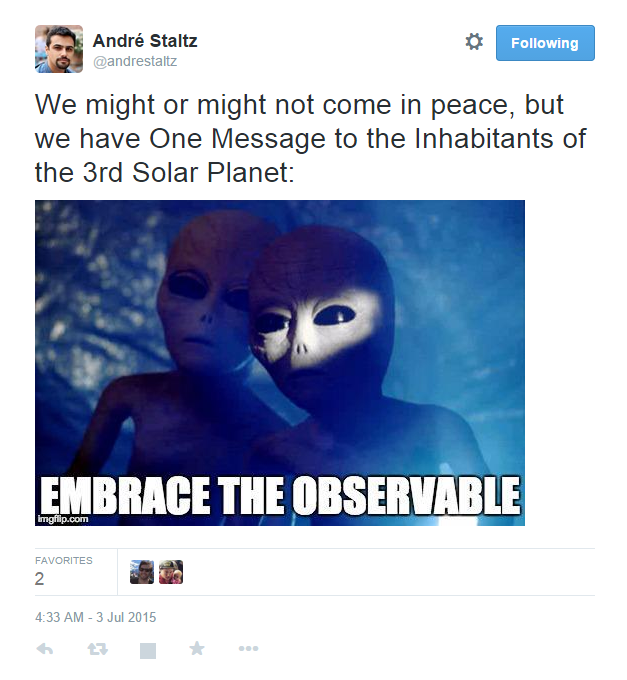 André Staltz
@andrestaltz
Following
We might or might not come in peace, but
we have One Message to the Inhabitants of
the 3rd Solar Planet:
EMBRACE THE OBSERVABLE
imgflip.com
FAVORITES
2
4:33 AM - 3 Jul 2015